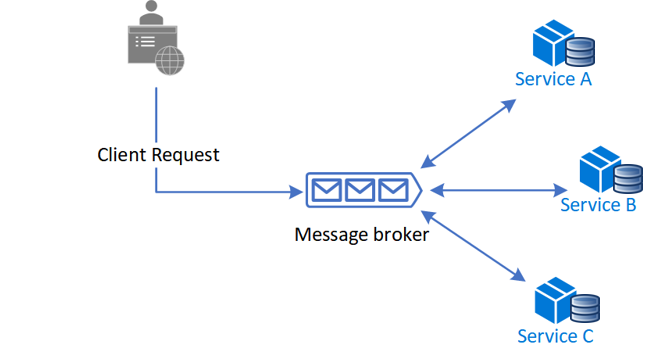 Service A
Client Request
Service B
Message broker
Service C